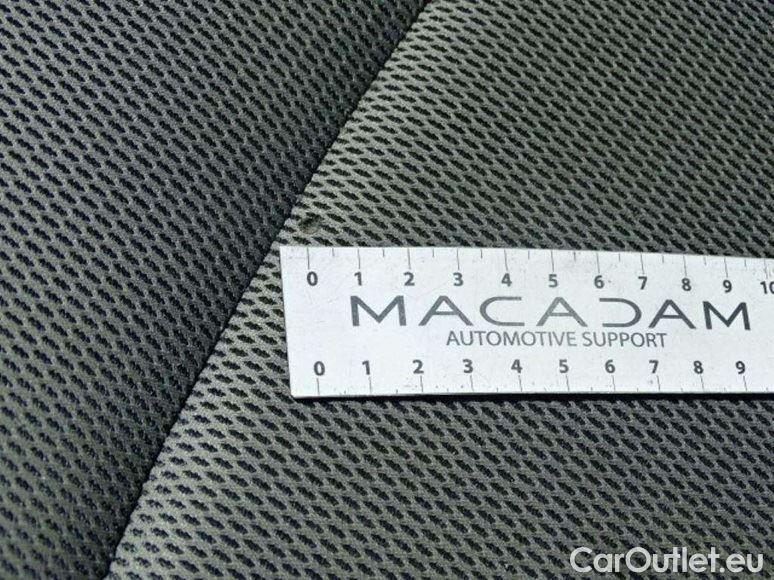 0 1 2 3 4 5 6 7 8 9 10
MACADAM
AUTOMOTIVE SUPPORT
0 1 2 3 4 5 6 7 8 9
CarOutlet.eu